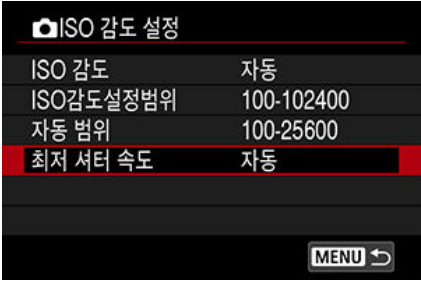 ISO 감도 설정
ISO 감도 자동
ISO감도설정범위 100-102400
자동 범위 100-25600
최저 셔터 속도 자동
MENU